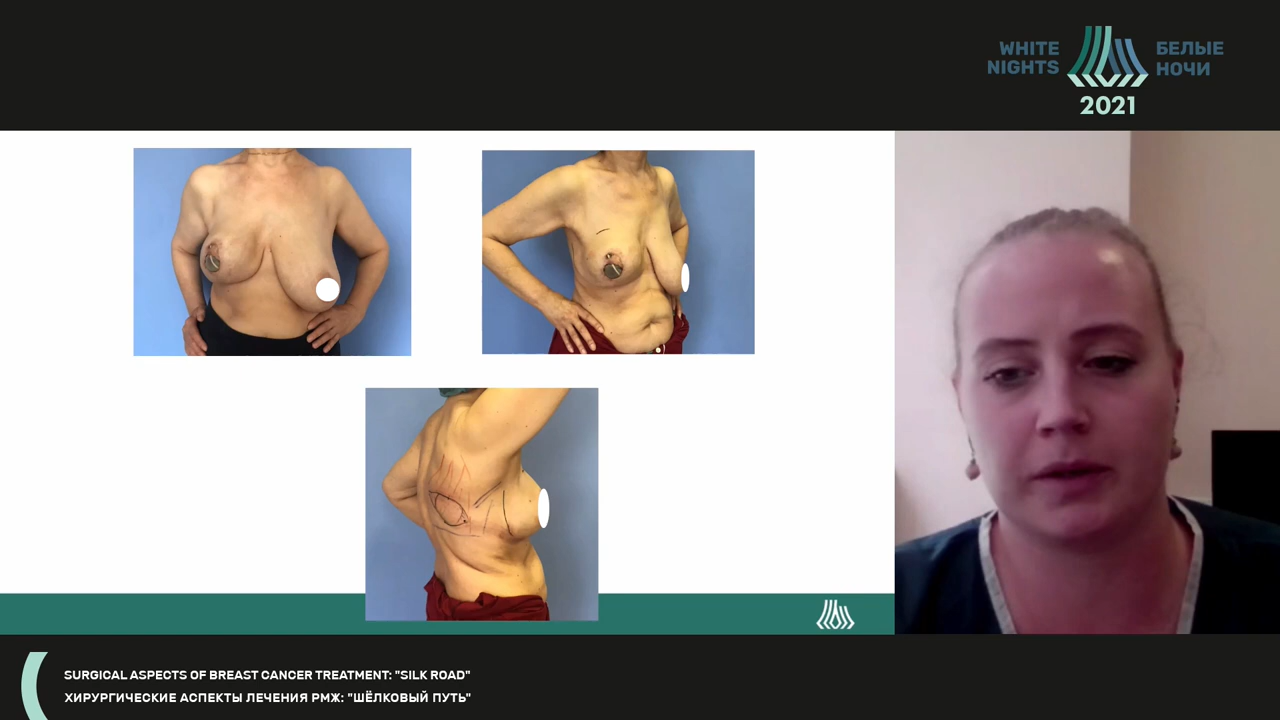 WHITE
NIGHTS
БЕЛЫЕ
НОЧИ
2021
SURGICAL ASPECTS OF BREAST CANCER TREATMENT: "SILK ROAD"
ХИРУРГИЧЕСКИЕ АСПЕКТЫ ЛЕЧЕНИЯ РМЖ: "ШЁЛКОВЫЙ ПУТЬ"